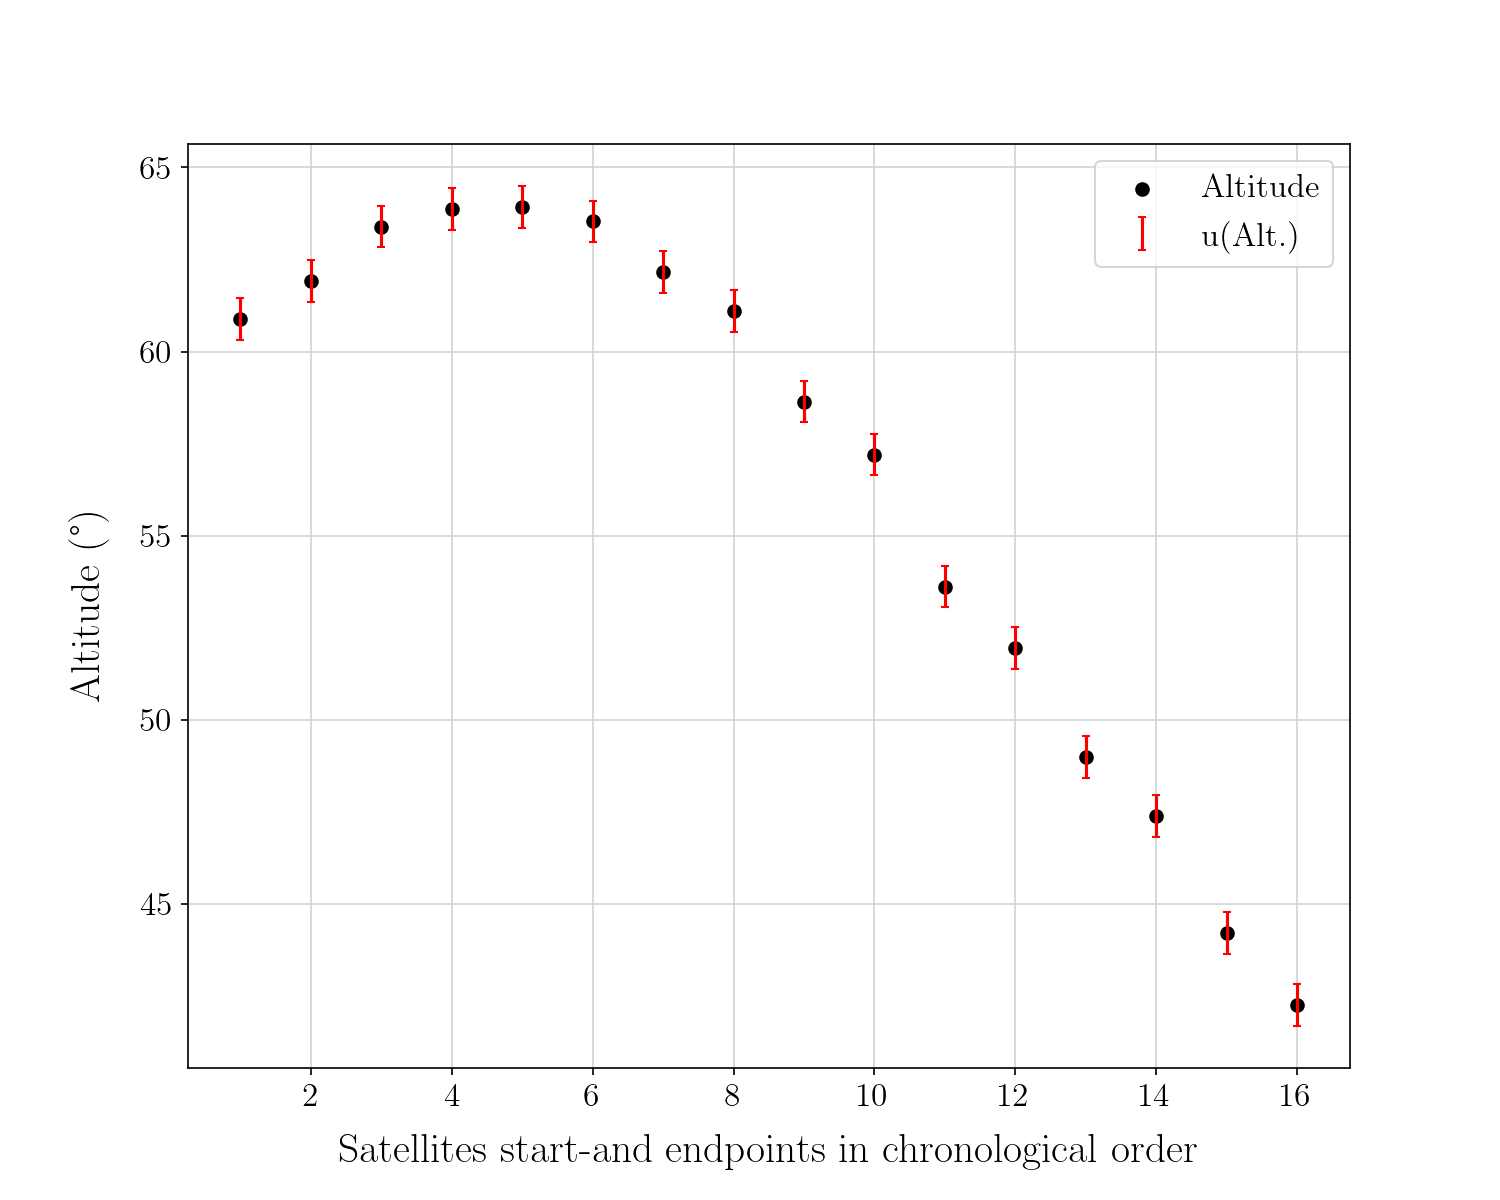 65
60
55
50
45
Altitude (°)
Altitude
u(Alt.)
2 4 6 8 10 12 14 16
Satellites start-and endpoints in chronological order